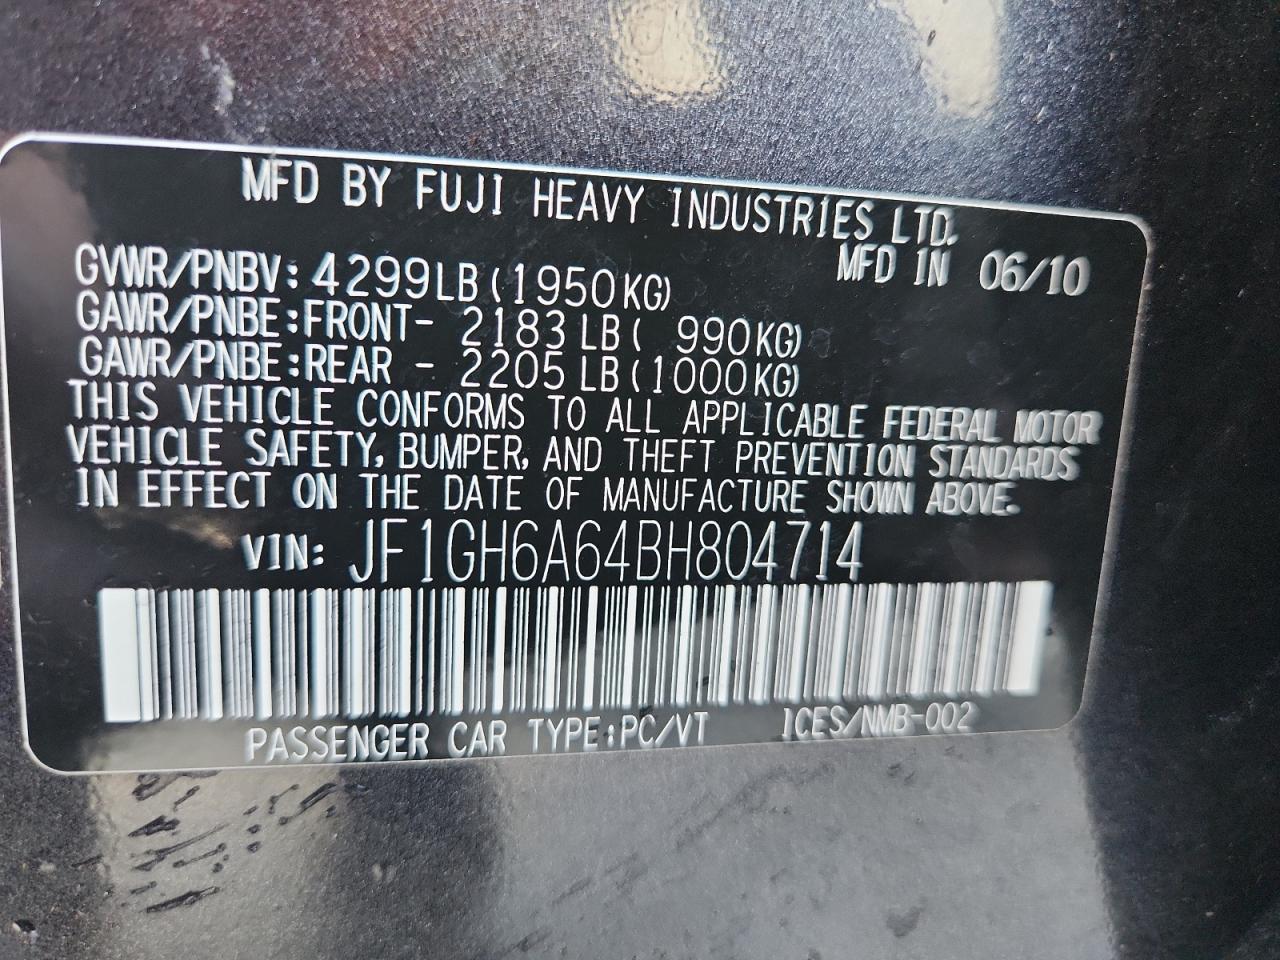 MFD BY FUJI HEAVY INDUSTRIES LTD.
MFD IN 06/10
GVWR/PNBV: 4299LB(1950KG)
GAWR/PNBE:FRONT- 2183 LB( 990KG)
GAWR/PNBE:REAR - 2205 LB(1000KG)
THIS VEHICLE CONFORMS TO ALL APPLICABLE FEDERAL MOTOR
VEHICLE SAFETY, BUMPER, AND THEFT PREVENTION STANDARDS
IN EFFECT ON THE DATE OF MANUFACTURE SHOWN ABOVE.
VIN: JF1GH6A64BH804714
PASSENGER CAR TYPE:PC/VT ICES/NMB-002